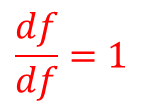 df/df = 1